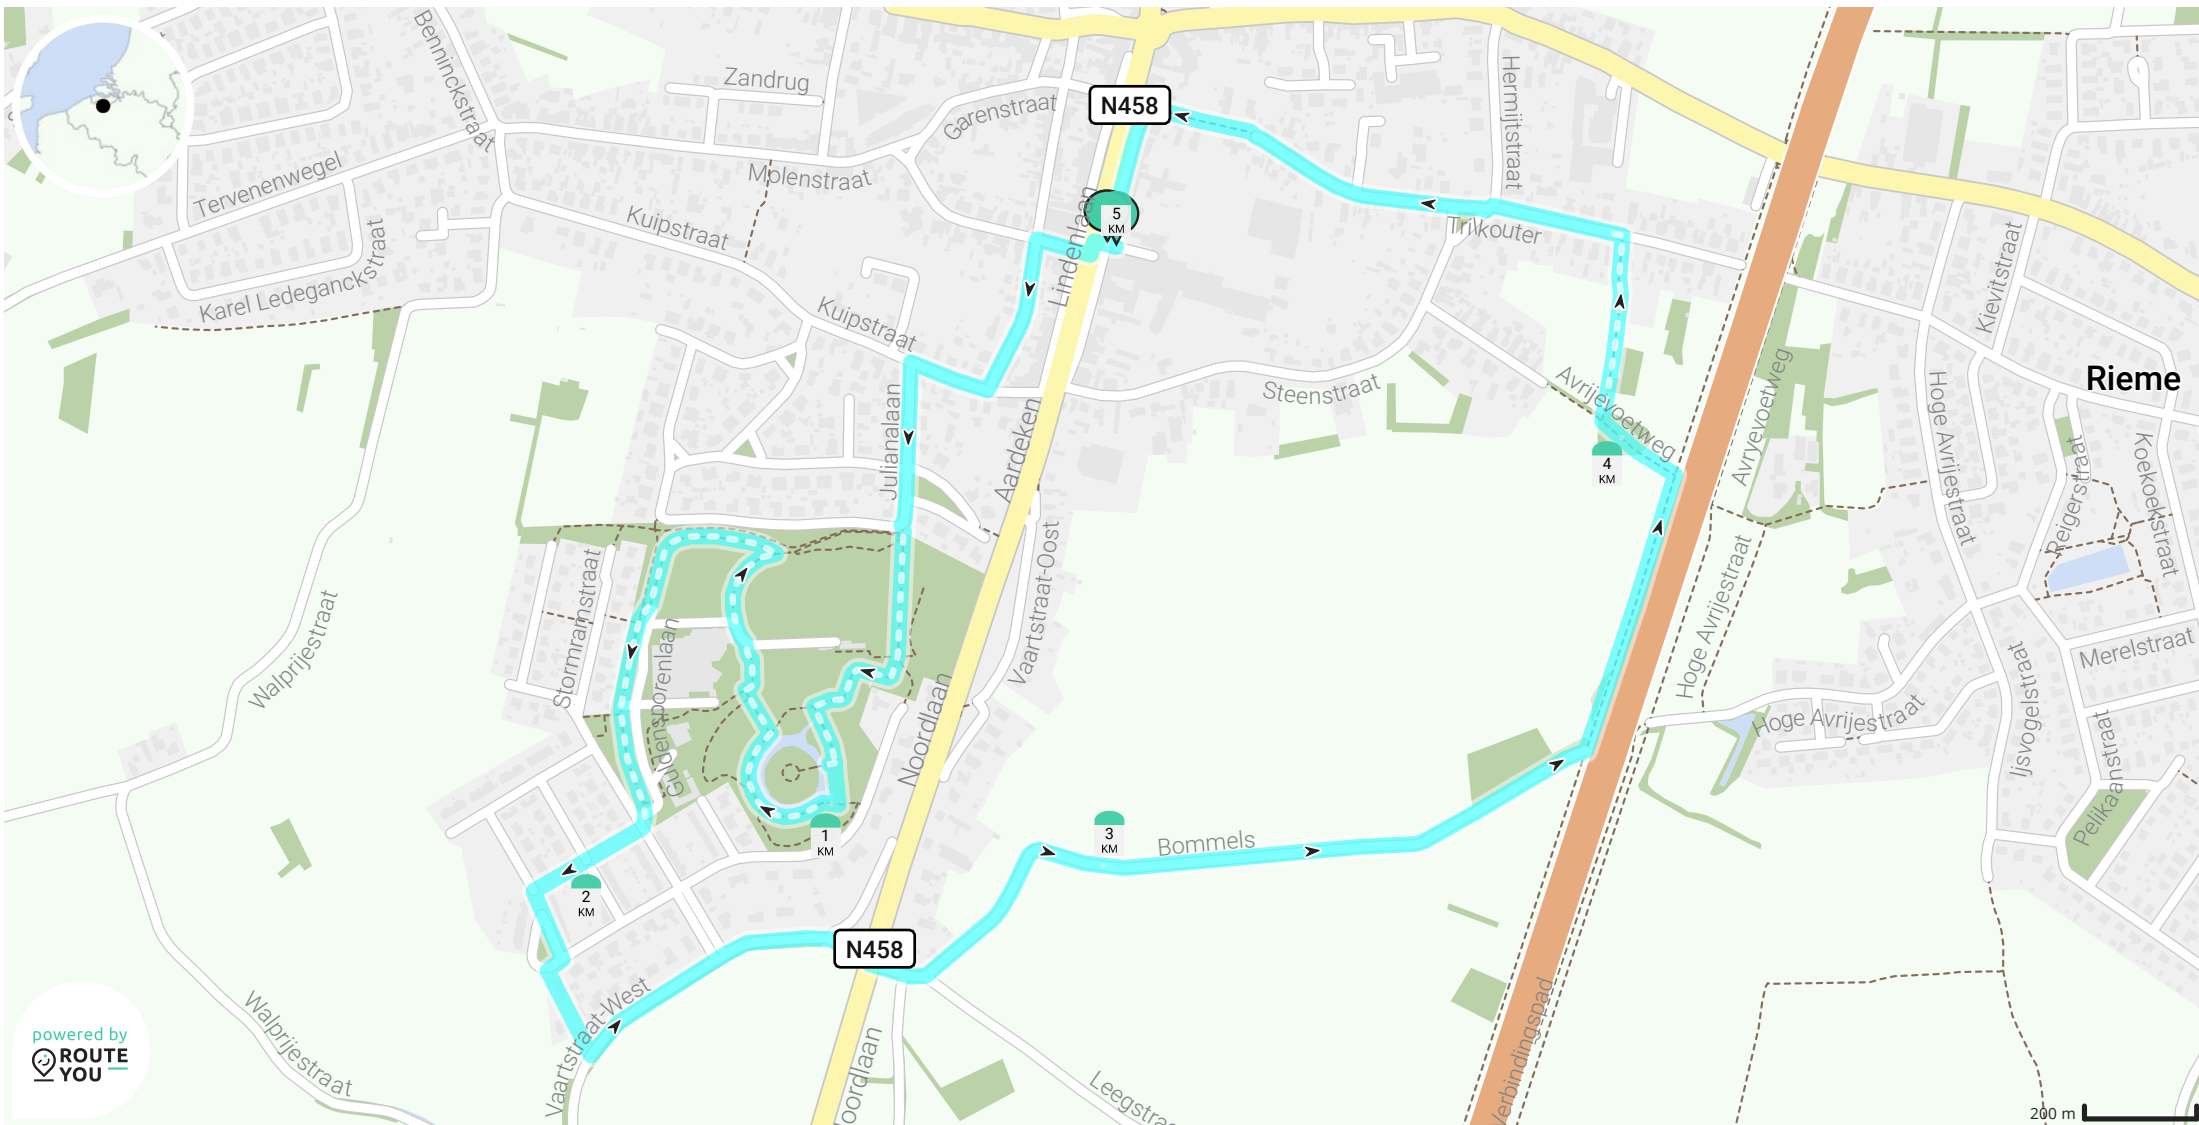 Benninckstraat
Zandrug
Garenstraat
N458
Hermijtstraat
Tervenenwegel
Molenstraat
Kuipstraat
Lindenlaan
5
KM
Trilkouter
Kievitstraat
Karel Ledeganckstraat
Kuipstraat
Rieme
Julianalaan
Aardeken
Steenstraat
Avrijevoetweg
Avryevoetweg
Hoge Avrijestraat
Reigerstraat
Koekoekstraat
4
KM
Stormramstraat
Vaartstraat-Oost
Hoge Avrijestraat
Walprijestraat
Guldensporenlaan
Noordlaan
Merelstraat
Hoge Avrijestraat
Ijsvogelstraat
Pelikaanstraat
1
KM
3
KM
Bommels
2
KM
N458
Vaartstraat-West
Walprijestraat
Noordlaan
Leegstraa
Verbindingspad
powered by
ROUTE
YOU
200 m